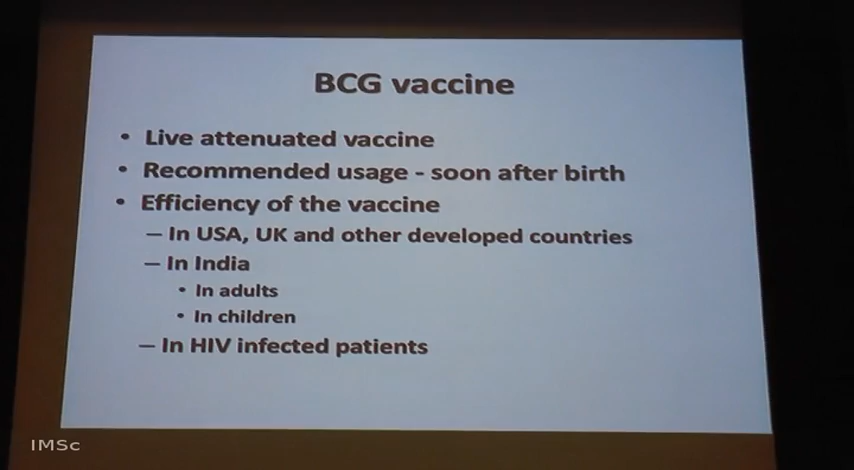 BCG vaccine
• Live attenuated vaccine
• Recommended usage - soon after birth
• Efficiency of the vaccine
– In USA, UK and other developed countries
– In India
• In adults
• In children
– In HIV infected patients
IMSc